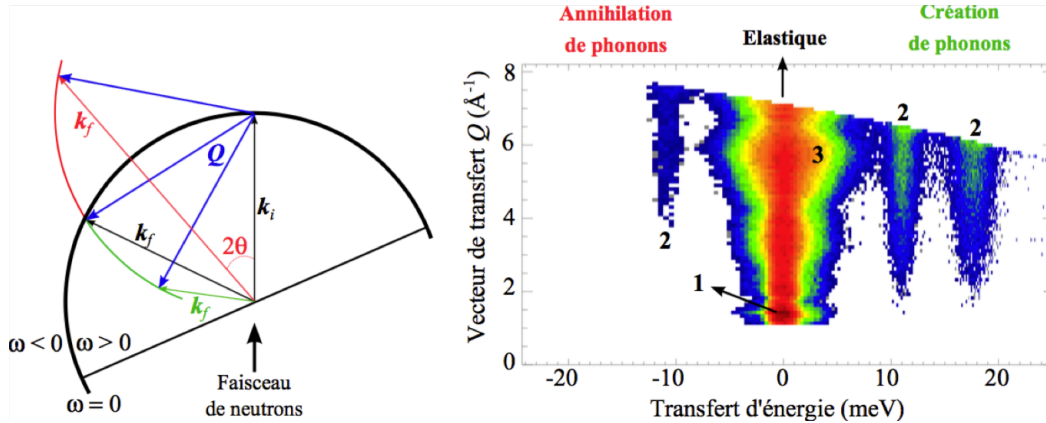 k_f
Q
k_f
k_i
2θ
k_f
ω < 0
ω > 0
ω = 0
Faisceau
de neutrons
Annihilation
de phonons
Elastique
Création
de phonons
Vecteur de transfert Q (Å⁻¹)
8
6
4
2
0
2
2
3
2
1
-20
-10
0
10
20
Transfert d'énergie (meV)